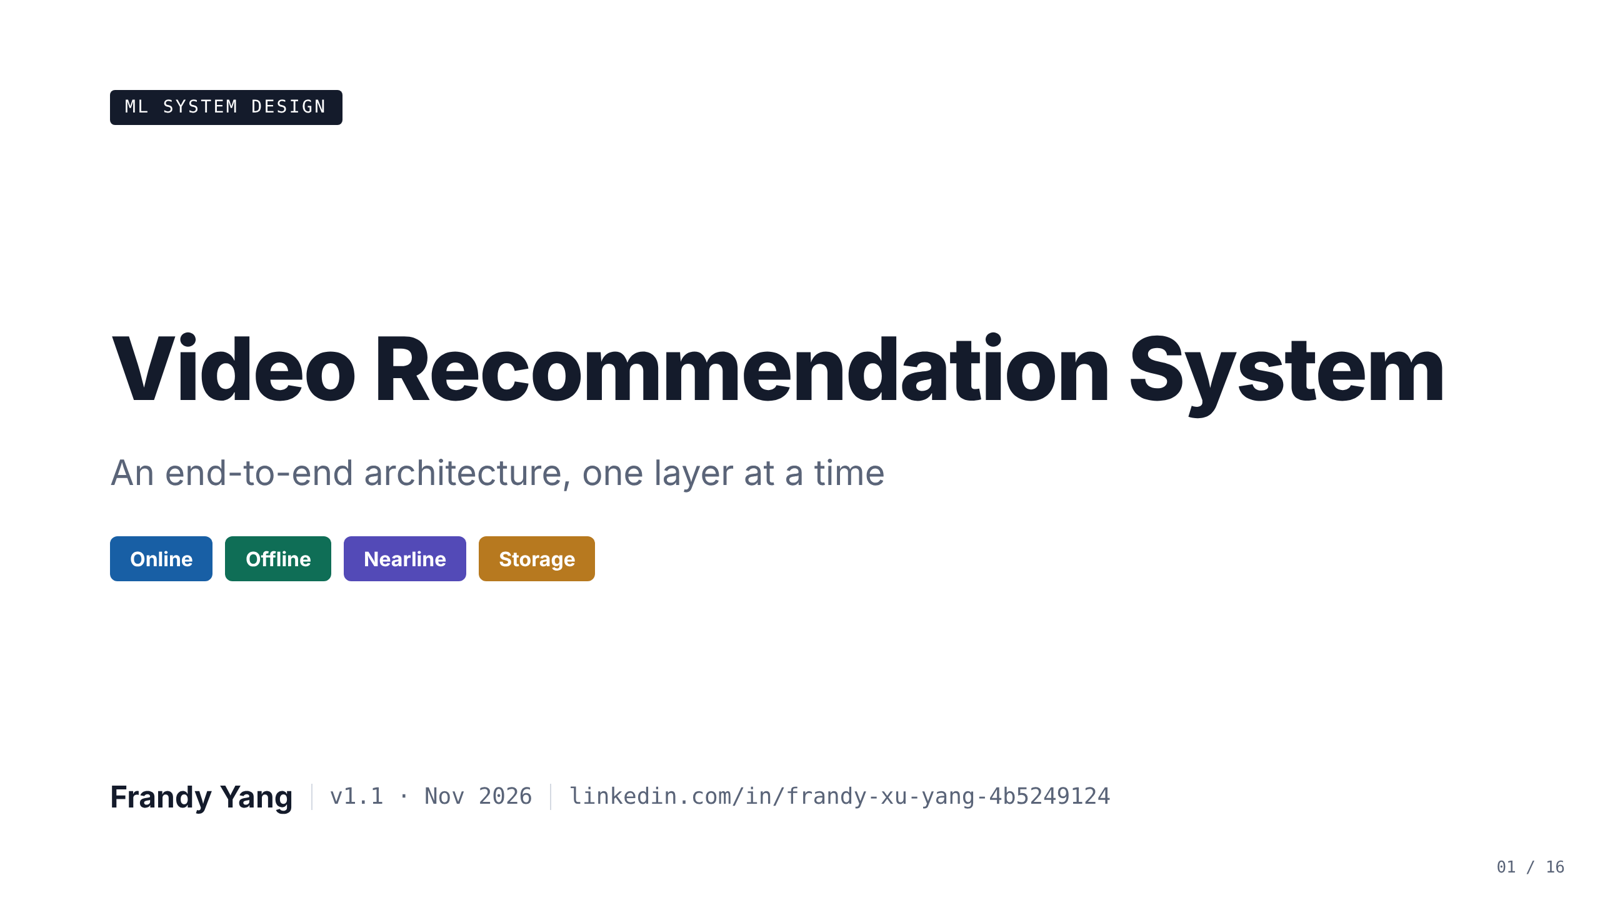 ML SYSTEM DESIGN
Video Recommendation System
An end-to-end architecture, one layer at a time
Online Offline Nearline Storage
Frandy Yang v1.1 · Nov 2026 linkedin.com/in/frandy-xu-yang-4b5249124
01 / 16